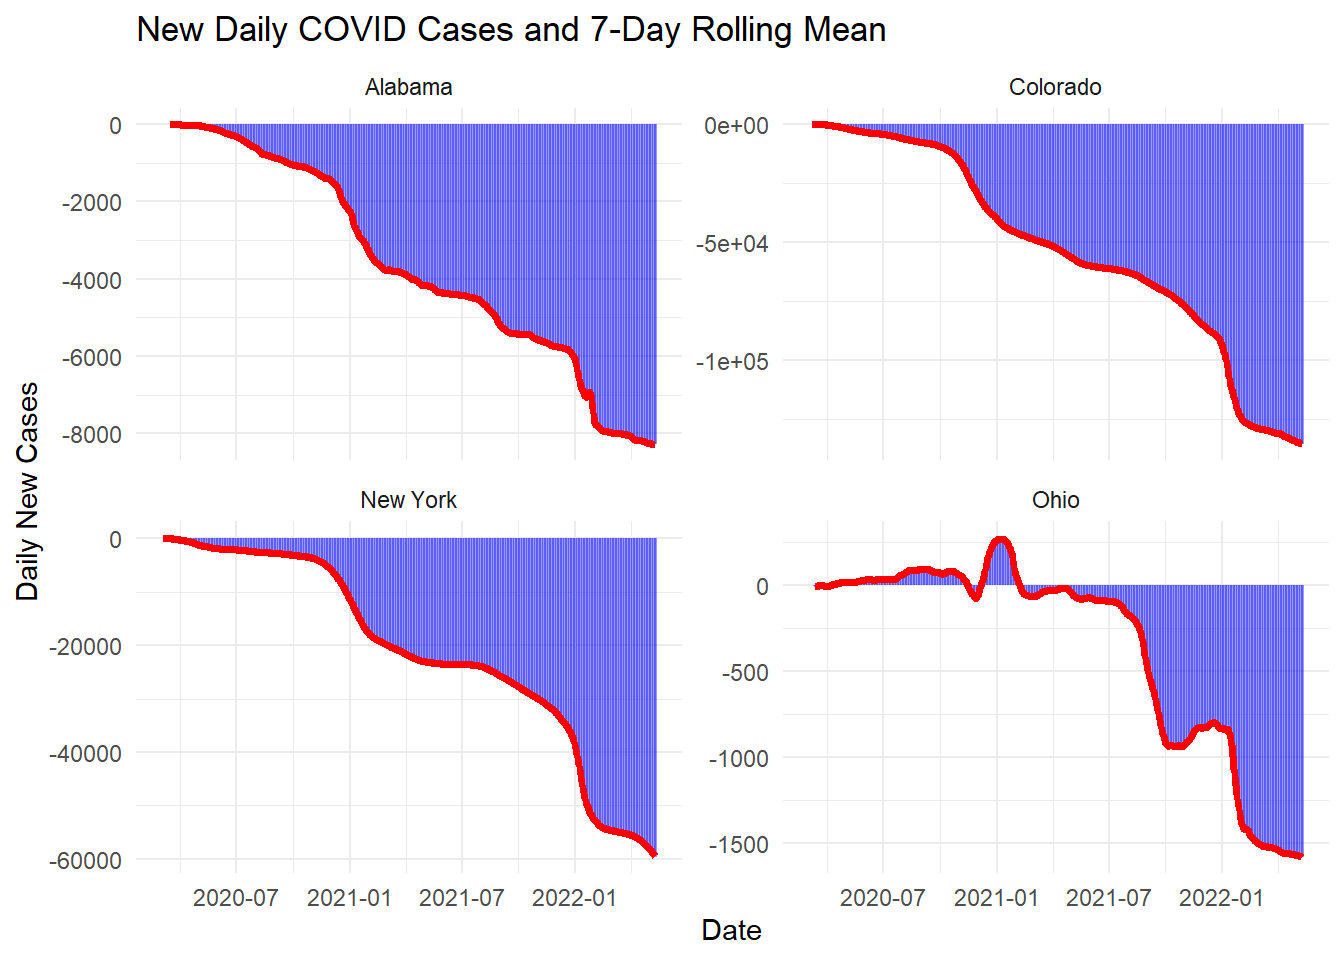 New Daily COVID Cases and 7-Day Rolling Mean
Alabama
Colorado
0
-2000
-4000
-6000
-8000
0e+00
-5e+04
-1e+05
Daily New Cases
New York
Ohio
0
-20000
-40000
-60000
0
-500
-1000
-1500
2020-07 2021-01 2021-07 2022-01
2020-07 2021-01 2021-07 2022-01
Date